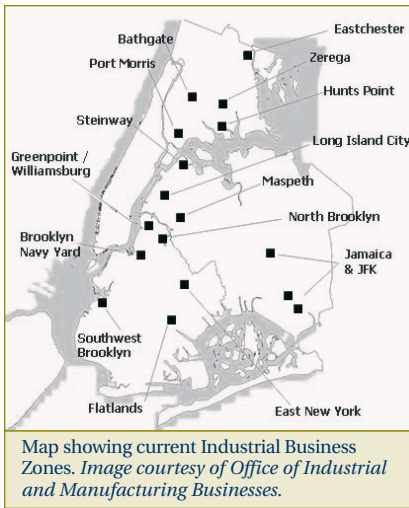 Eastchester
Bathgate
Port Morris
Zerega
Hunts Point
Steinway
Long Island City
Greenpoint /
Williamsburg
Maspeth
North Brooklyn
Brooklyn
Navy Yard
Jamaica
& JFK
Southwest
Brooklyn
Flatlands
East New York
Map showing current Industrial Business
Zones. Image courtesy of Office of Industrial
and Manufacturing Businesses.